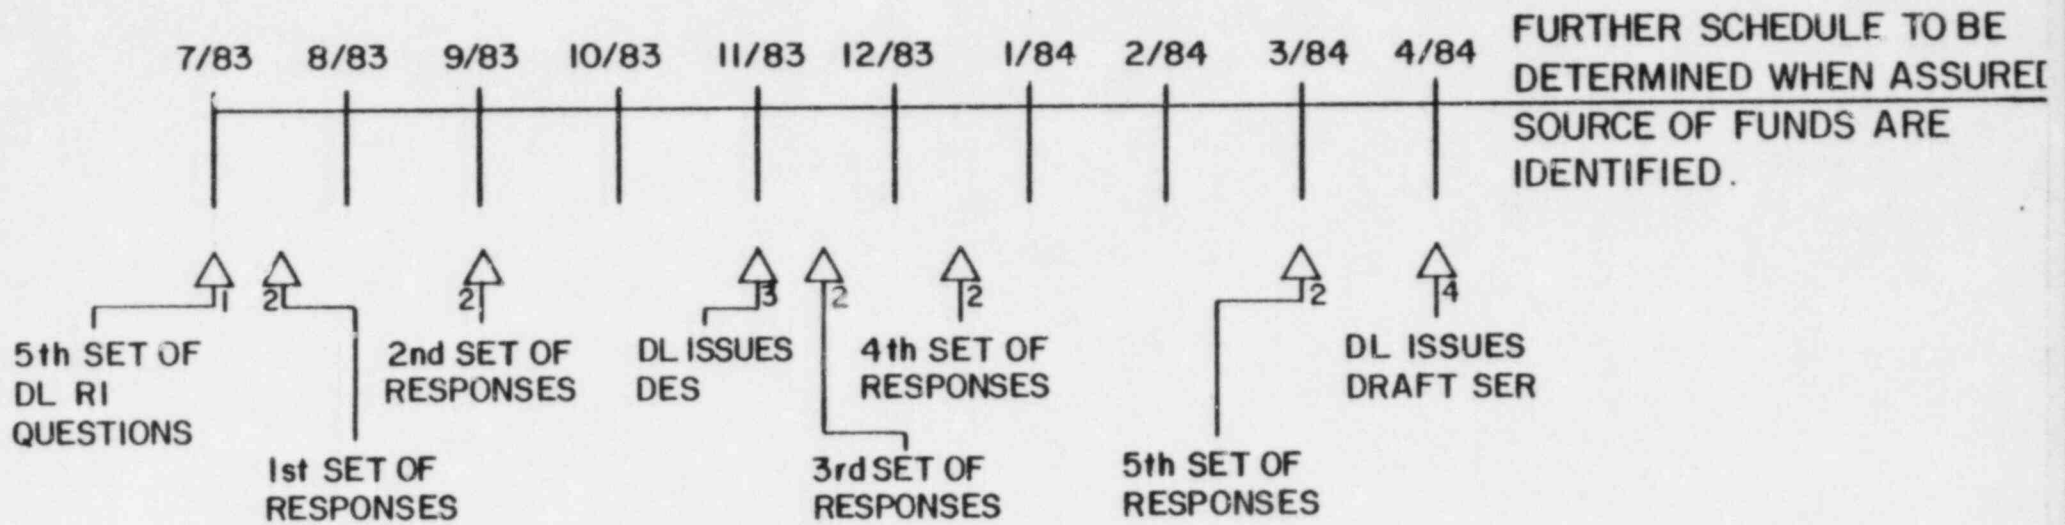 7/83 8/83 9/83 10/83 11/83 12/83 1/84 2/84 3/84 4/84
FURTHER SCHEDULE TO BE
DETERMINED WHEN ASSURED
SOURCE OF FUNDS ARE
IDENTIFIED.
1 2 2 3 2 2 2 4
5th SET OF
DL RI
QUESTIONS
1st SET OF
RESPONSES
2nd SET OF
RESPONSES
DL ISSUES
DES
3rd SET OF
RESPONSES
4th SET OF
RESPONSES
5th SET OF
RESPONSES
DL ISSUES
DRAFT SER